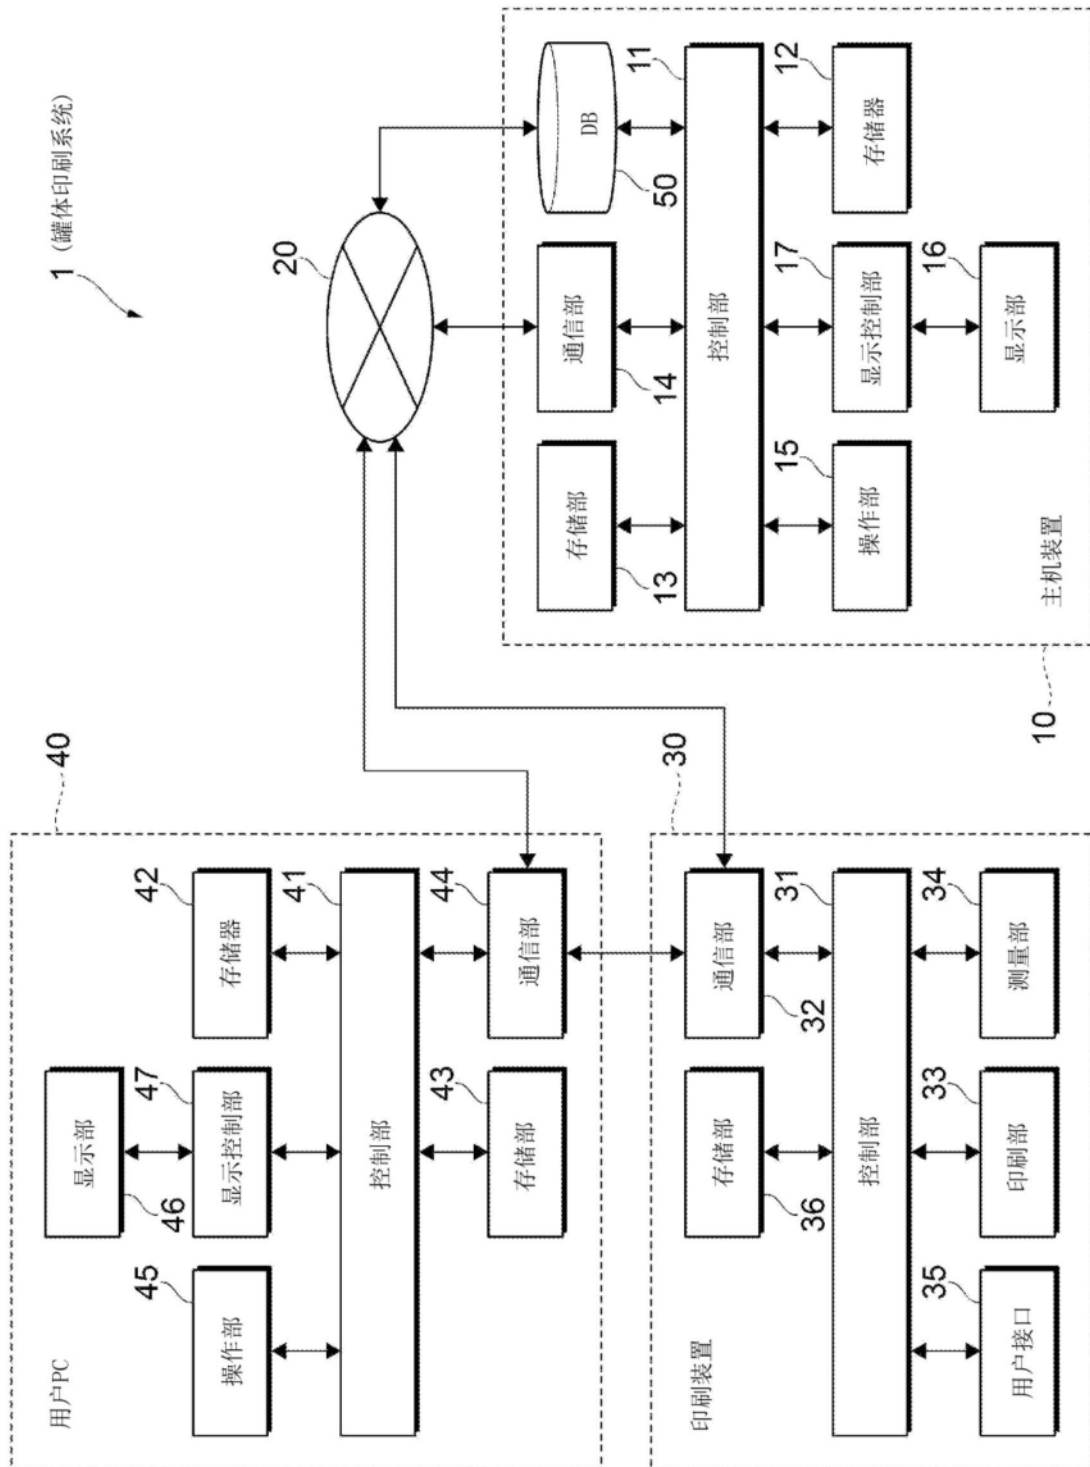 1 (罐体印刷系统)
用户PC
40
显示部
46
操作部
45
显示控制部
47
存储器
42
控制部
41
存储部
43
通信部
44
20
印刷装置
30
存储部
36
通信部
32
控制部
31
用户接口
35
印刷部
33
测量部
34
存储部
13
通信部
14
DB
50
控制部
11
操作部
15
显示控制部
17
存储器
12
显示部
16
主机装置
10